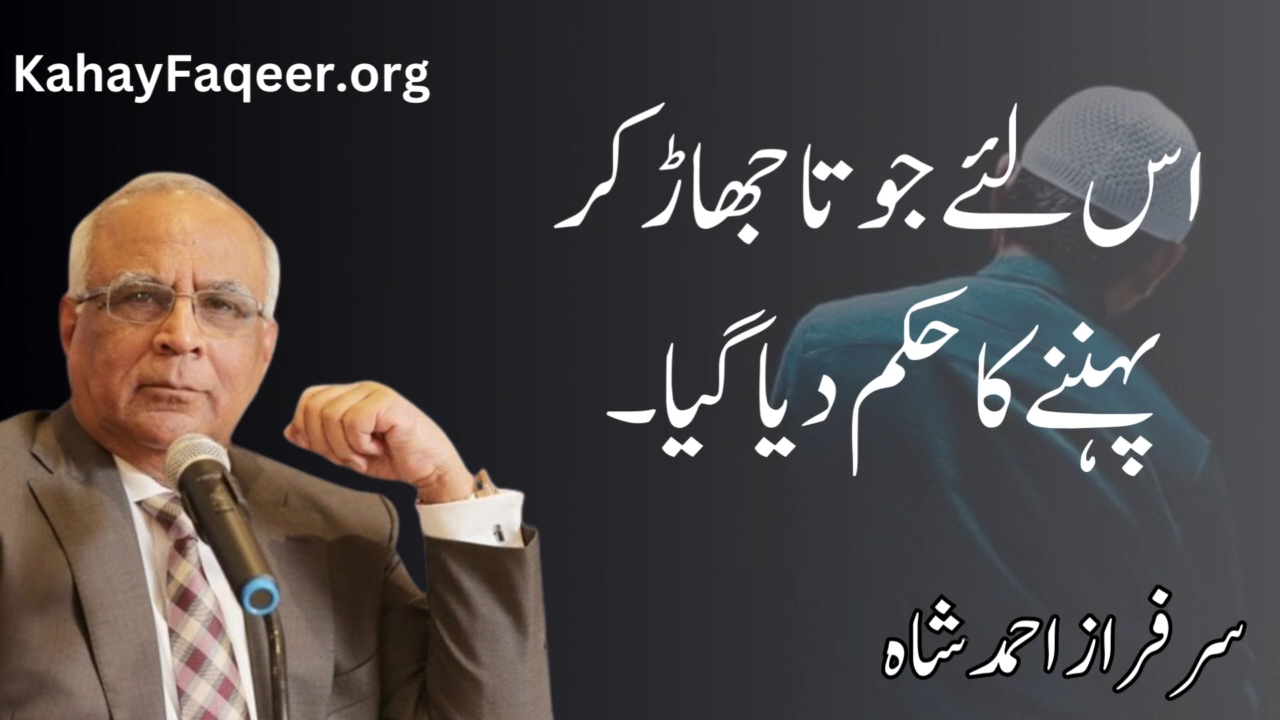 KahayFaqeer.org
اس لئے جوتا جھاڑ کر
پہننے کا حکم دیا گیا۔
سرفراز احمد شاہ